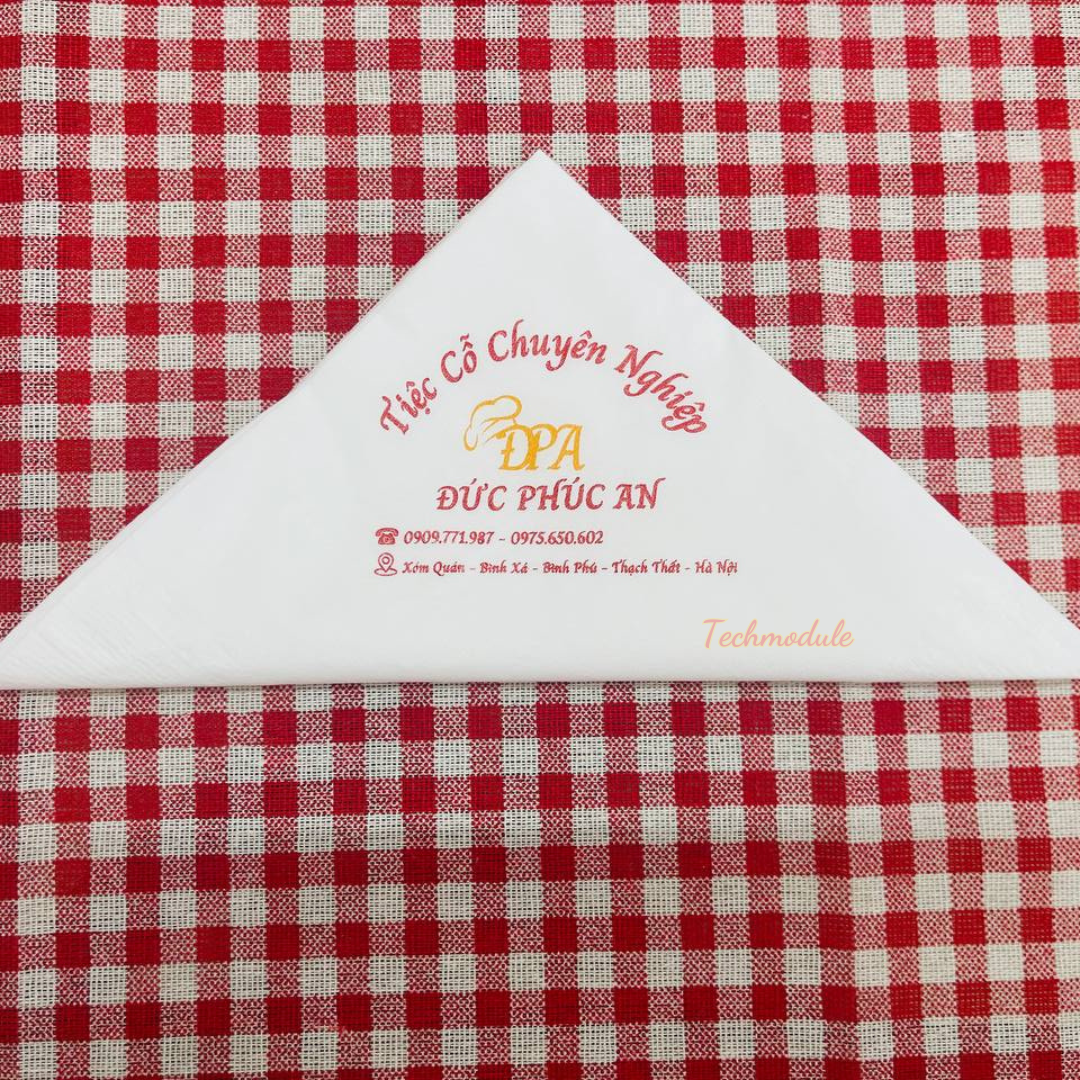 Tiệc Cỗ Chuyên Nghiệp
ĐPA
ĐỨC PHÚC AN
0909.771.987 - 0975.650.602
Xóm Quán - Bình Xá - Bình Phú - Thạch Thất - Hà Nội
Techmodule